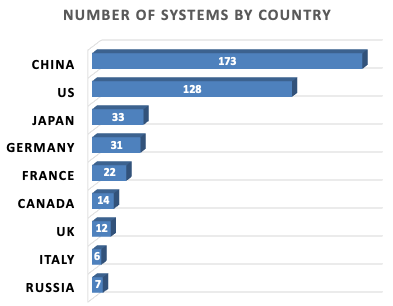 NUMBER OF SYSTEMS BY COUNTRY
CHINA 173
US 128
JAPAN 33
GERMANY 31
FRANCE 22
CANADA 14
UK 12
ITALY 6
RUSSIA 7